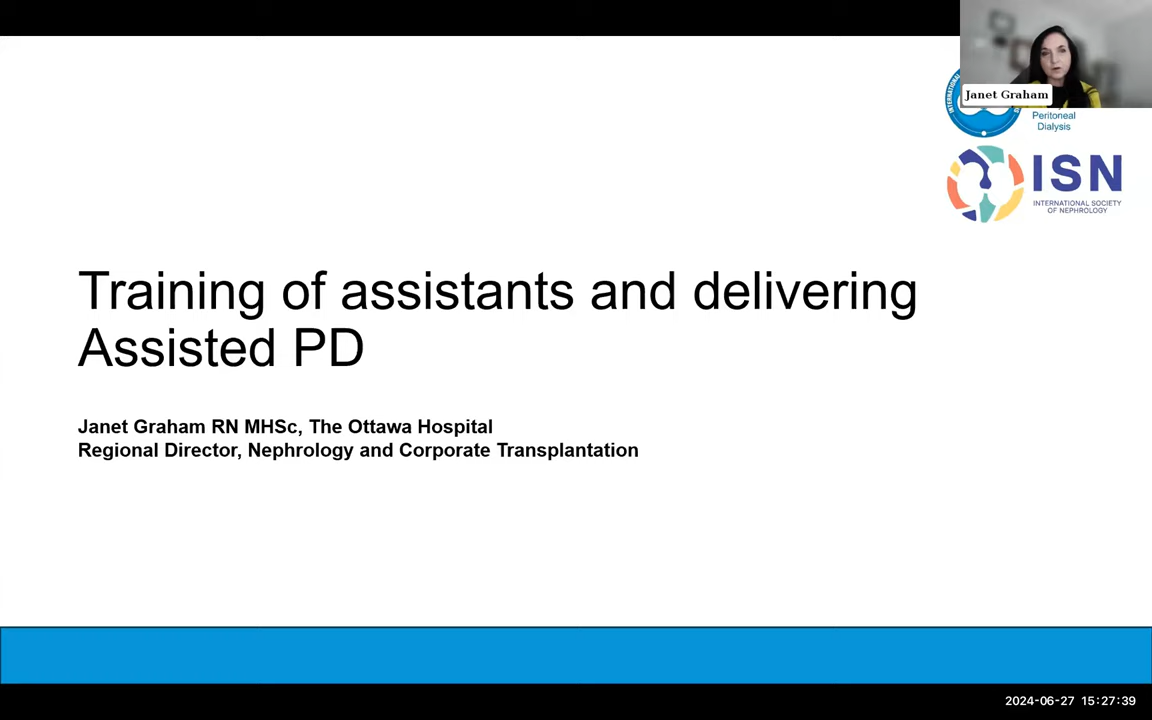 Janet Graham
INTERNATIONAL
Peritoneal
Dialysis
ISN
INTERNATIONAL SOCIETY
OF NEPHROLOGY
Training of assistants and delivering
Assisted PD
Janet Graham RN MHSc, The Ottawa Hospital
Regional Director, Nephrology and Corporate Transplantation
2024-06-27 15:27:39